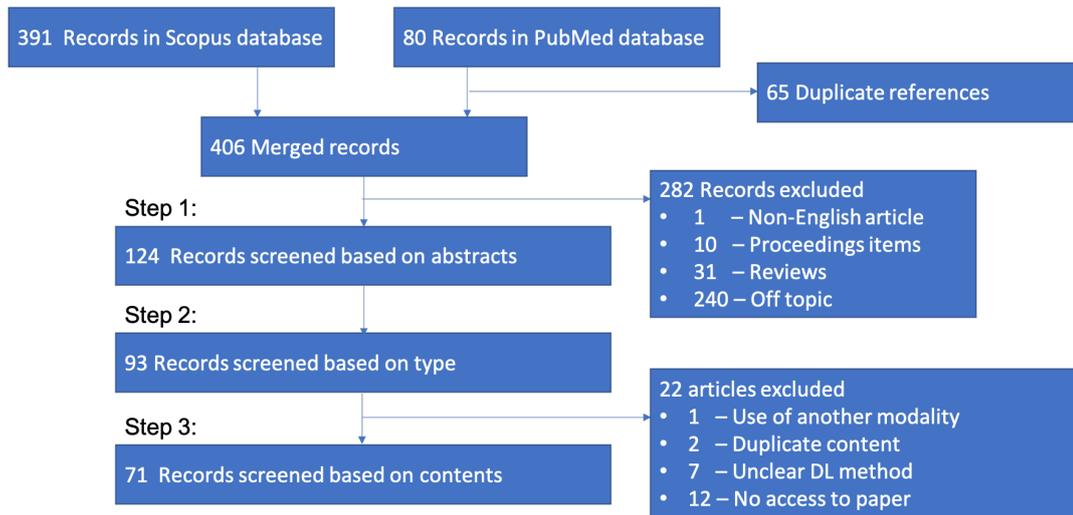 391 Records in Scopus database
80 Records in PubMed database
65 Duplicate references
406 Merged records
282 Records excluded
• 1 – Non-English article
• 10 – Proceedings items
• 31 – Reviews
• 240 – Off topic
Step 1:
124 Records screened based on abstracts
Step 2:
93 Records screened based on type
22 articles excluded
• 1 – Use of another modality
• 2 – Duplicate content
• 7 – Unclear DL method
• 12 – No access to paper
Step 3:
71 Records screened based on contents